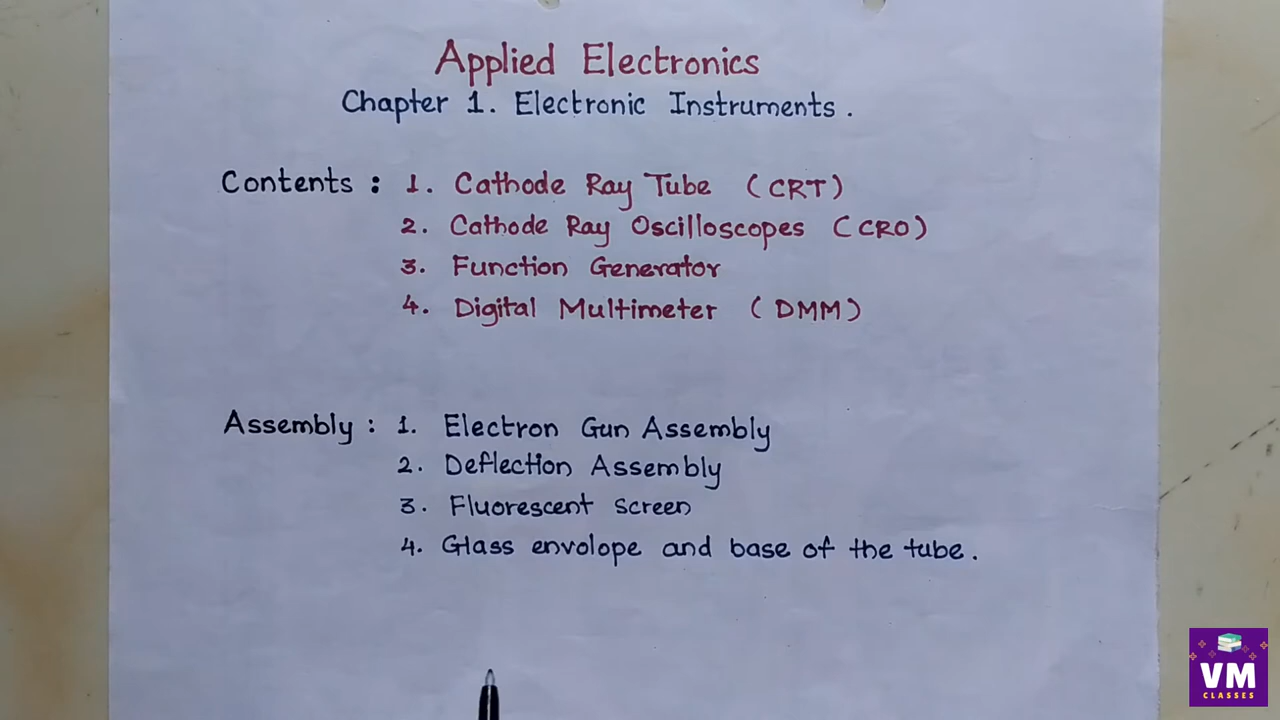 Applied Electronics
Chapter 1. Electronic Instruments.
Contents : 1. Cathode Ray Tube (CRT)
2. Cathode Ray Oscilloscopes (CRO)
3. Function Generator
4. Digital Multimeter (DMM)
Assembly : 1. Electron Gun Assembly
2. Deflection Assembly
3. Fluorescent screen
4. Glass envolope and base of the tube.
VM
CLASSES